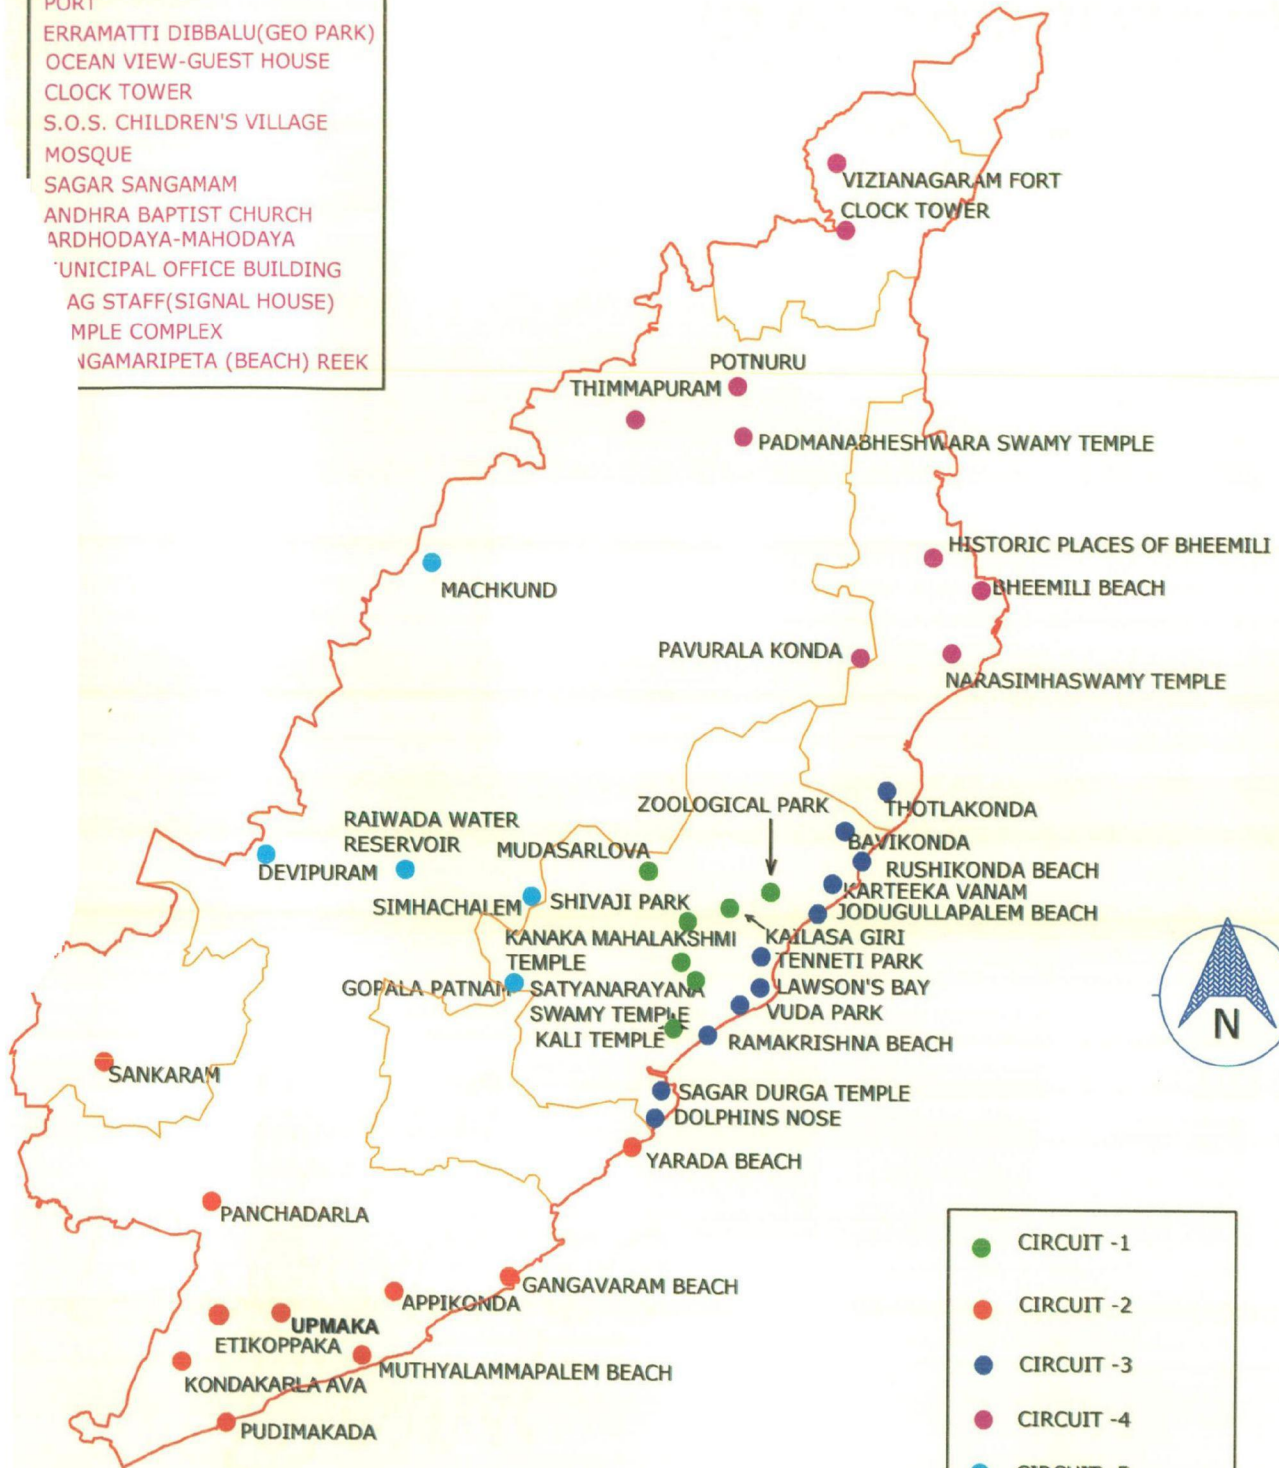 PORT
ERRAMATTI DIBBALU(GEO PARK)
OCEAN VIEW-GUEST HOUSE
CLOCK TOWER
S.O.S. CHILDREN'S VILLAGE
MOSQUE
SAGAR SANGAMAM
ANDHRA BAPTIST CHURCH
ARDHODAYA-MAHODAYA
UNICIPAL OFFICE BUILDING
AG STAFF(SIGNAL HOUSE)
MPLE COMPLEX
NGAMARIPETA (BEACH) REEK
VIZIANAGARAM FORT
CLOCK TOWER
POTNURU
THIMMAPURAM
PADMANABHESHWARA SWAMY TEMPLE
HISTORIC PLACES OF BHEEMILI
MACHKUND
BHEEMILI BEACH
PAVURALA KONDA
NARASIMHASWAMY TEMPLE
ZOOLOGICAL PARK
THOTLAKONDA
RAIWADA WATER
RESERVOIR
MUDASARLOVA
BAVIKONDA
DEVIPURAM
RUSHIKONDA BEACH
KARTEEKA VANAM
SIMHACHALEM
SHIVAJI PARK
JODUGULLAPALEM BEACH
KANAKA MAHALAKSHMI
TEMPLE
KAILASA GIRI
TENNETI PARK
GOPALA PATNAM
SATYANARAYANA
SWAMY TEMPLE
LAWSON'S BAY
VUDA PARK
KALI TEMPLE
RAMAKRISHNA BEACH
N
SANKARAM
SAGAR DURGA TEMPLE
DOLPHINS NOSE
YARADA BEACH
PANCHADARLA
GANGAVARAM BEACH
APPIKONDA
UPMAKA
ETIKOPPAKA
MUTHYALAMMAPALEM BEACH
KONDAKARLA AVA
PUDIMAKADA
CIRCUIT -1
CIRCUIT -2
CIRCUIT -3
CIRCUIT -4